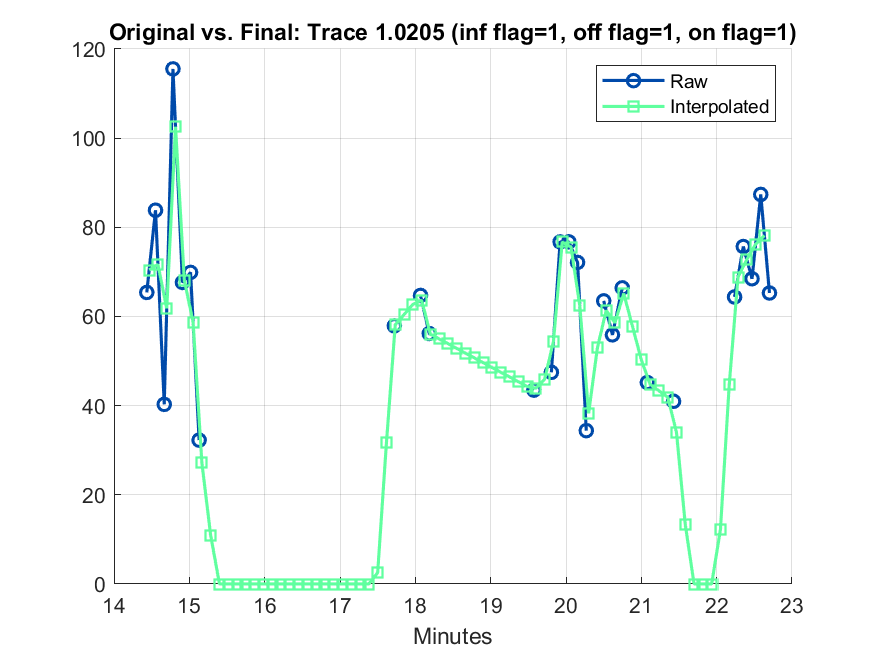 Original vs. Final: Trace 1.0205 (inf flag=1, off flag=1, on flag=1)
120
100
80
60
40
20
0
Raw
Interpolated
14 15 16 17 18 19 20 21 22 23
Minutes